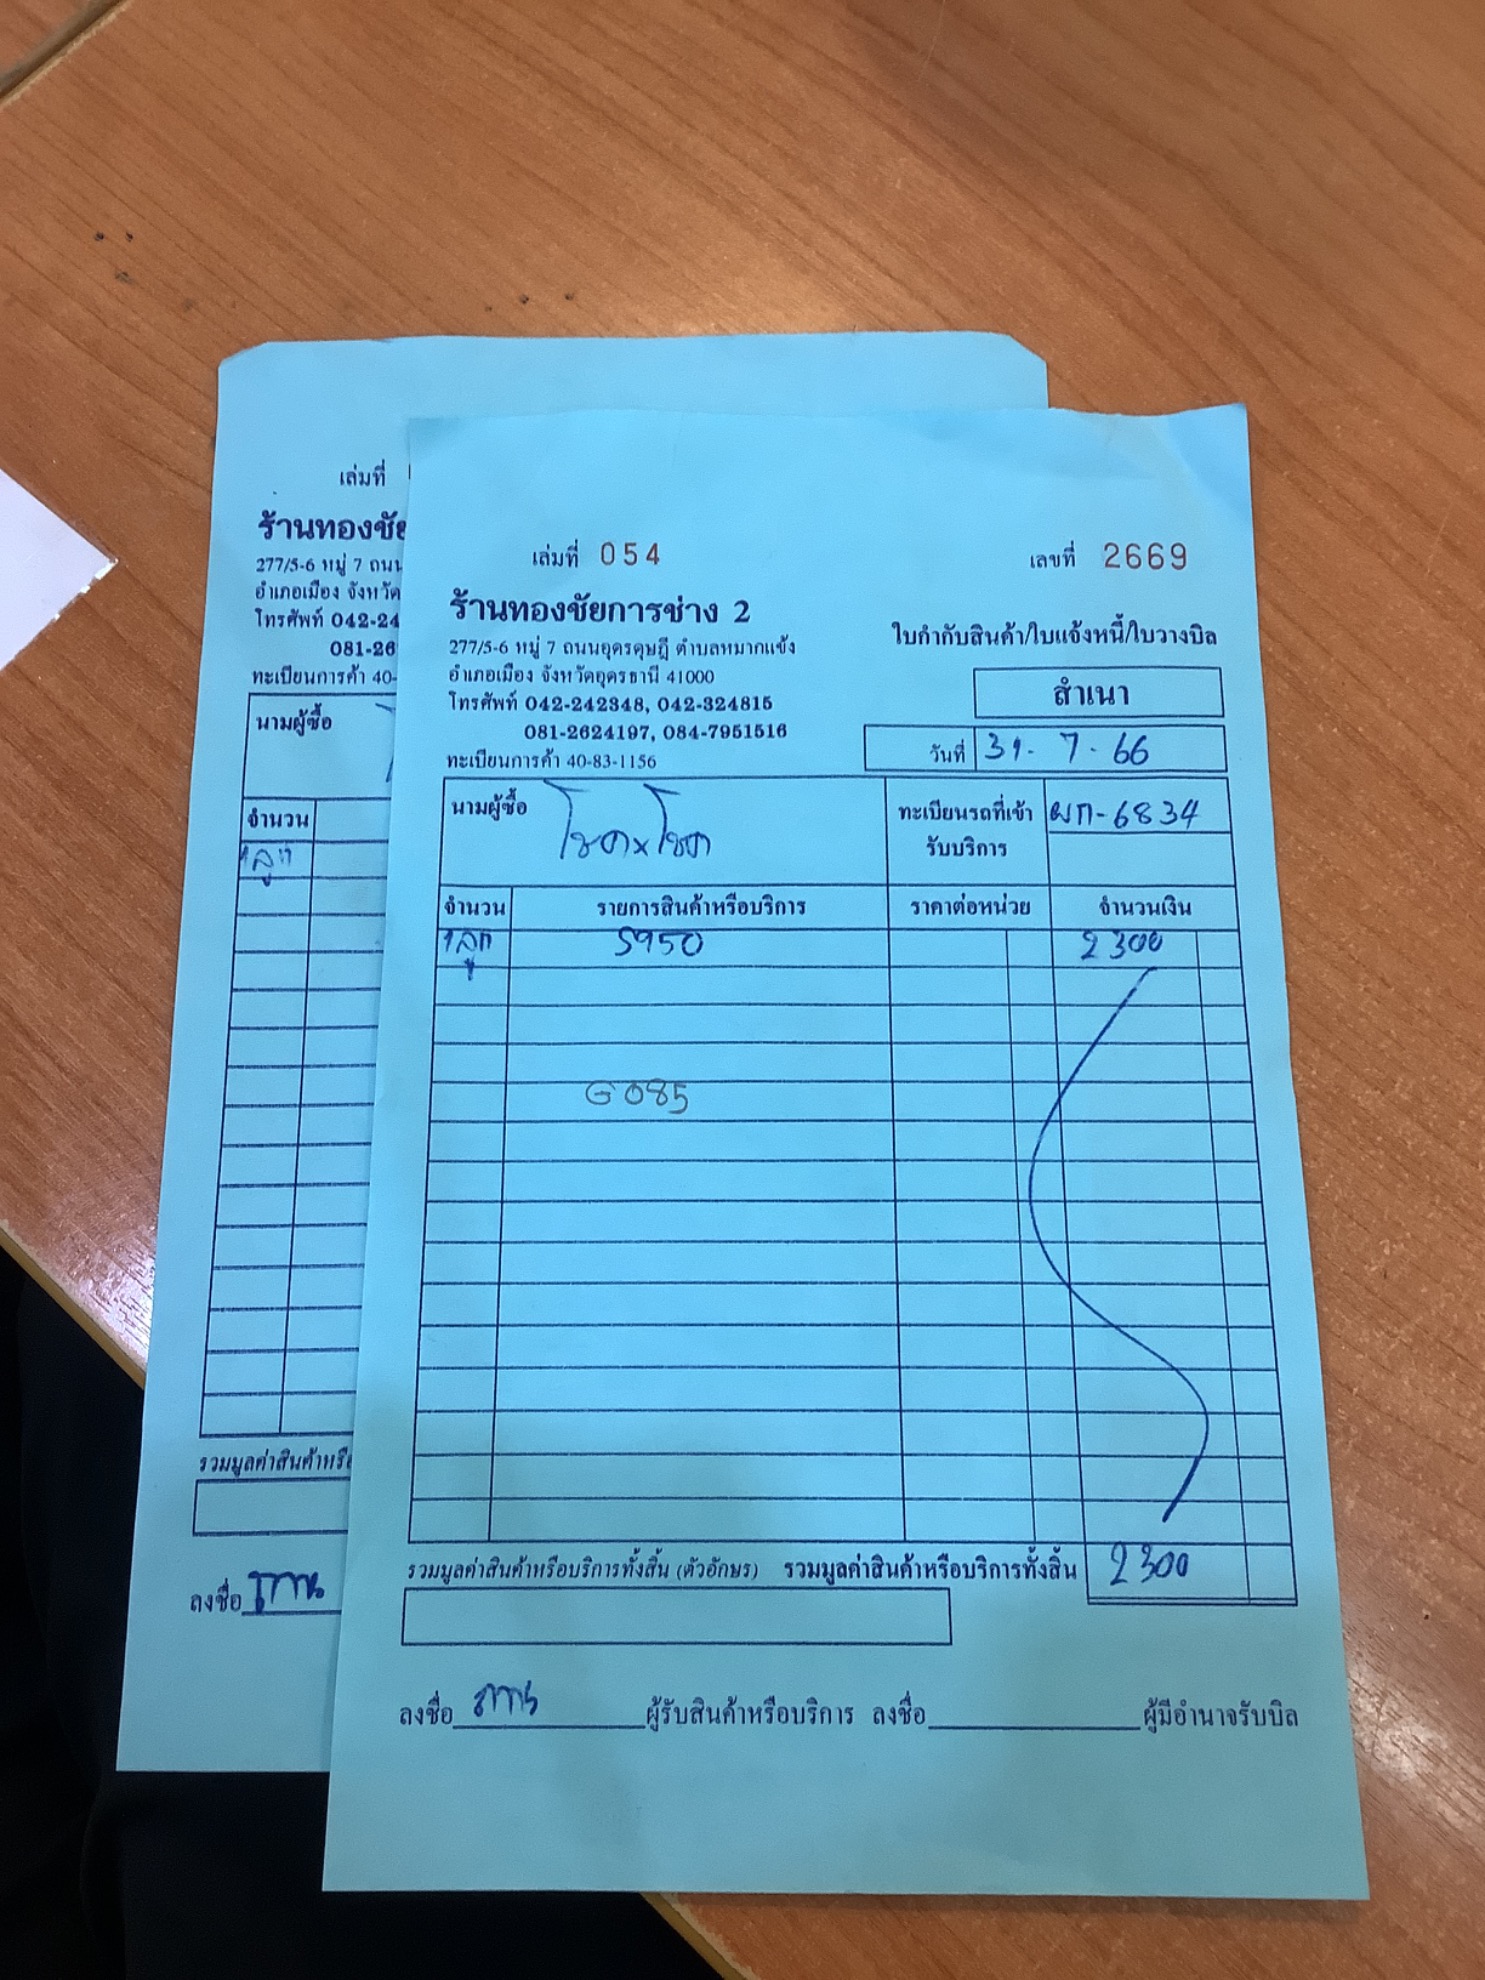 เล่มที่
ร้านทองชัย
277/5-6 หมู่ 7 ถนน
อำเภอเมือง จังหวัด
โทรศัพท์ 042-24
081-26
ทะเบียนการค้า 40-
นามผู้ซื้อ
จำนวน
1ลูก
รวมมูลค่าสินค้าหรือ
ลงชื่อ
เล่มที่ 054 เลขที่ 2669
ร้านทองชัยการช่าง 2
ใบกำกับสินค้า/ใบแจ้งหนี้/ใบวางบิล
277/5-6 หมู่ 7 ถนนอุดรดุษฎี ตำบลหมากแข้ง
อำเภอเมือง จังหวัดอุดรธานี 41000
สำเนา
โทรศัพท์ 042-242348, 042-324815
081-2624197, 084-7951516
วันที่ 31-7-66
ทะเบียนการค้า 40-83-1156
นามผู้ซื้อ โชคxโชค ทะเบียนรถที่เข้า ผก-6834
รับบริการ
จำนวน รายการสินค้าหรือบริการ ราคาต่อหน่วย จำนวนเงิน
1ลูก S950 2300
G085
รวมมูลค่าสินค้าหรือบริการทั้งสิ้น (ตัวอักษร) รวมมูลค่าสินค้าหรือบริการทั้งสิ้น 2300
ลงชื่อ ผู้รับสินค้าหรือบริการ ลงชื่อ ผู้มีอำนาจรับบิล